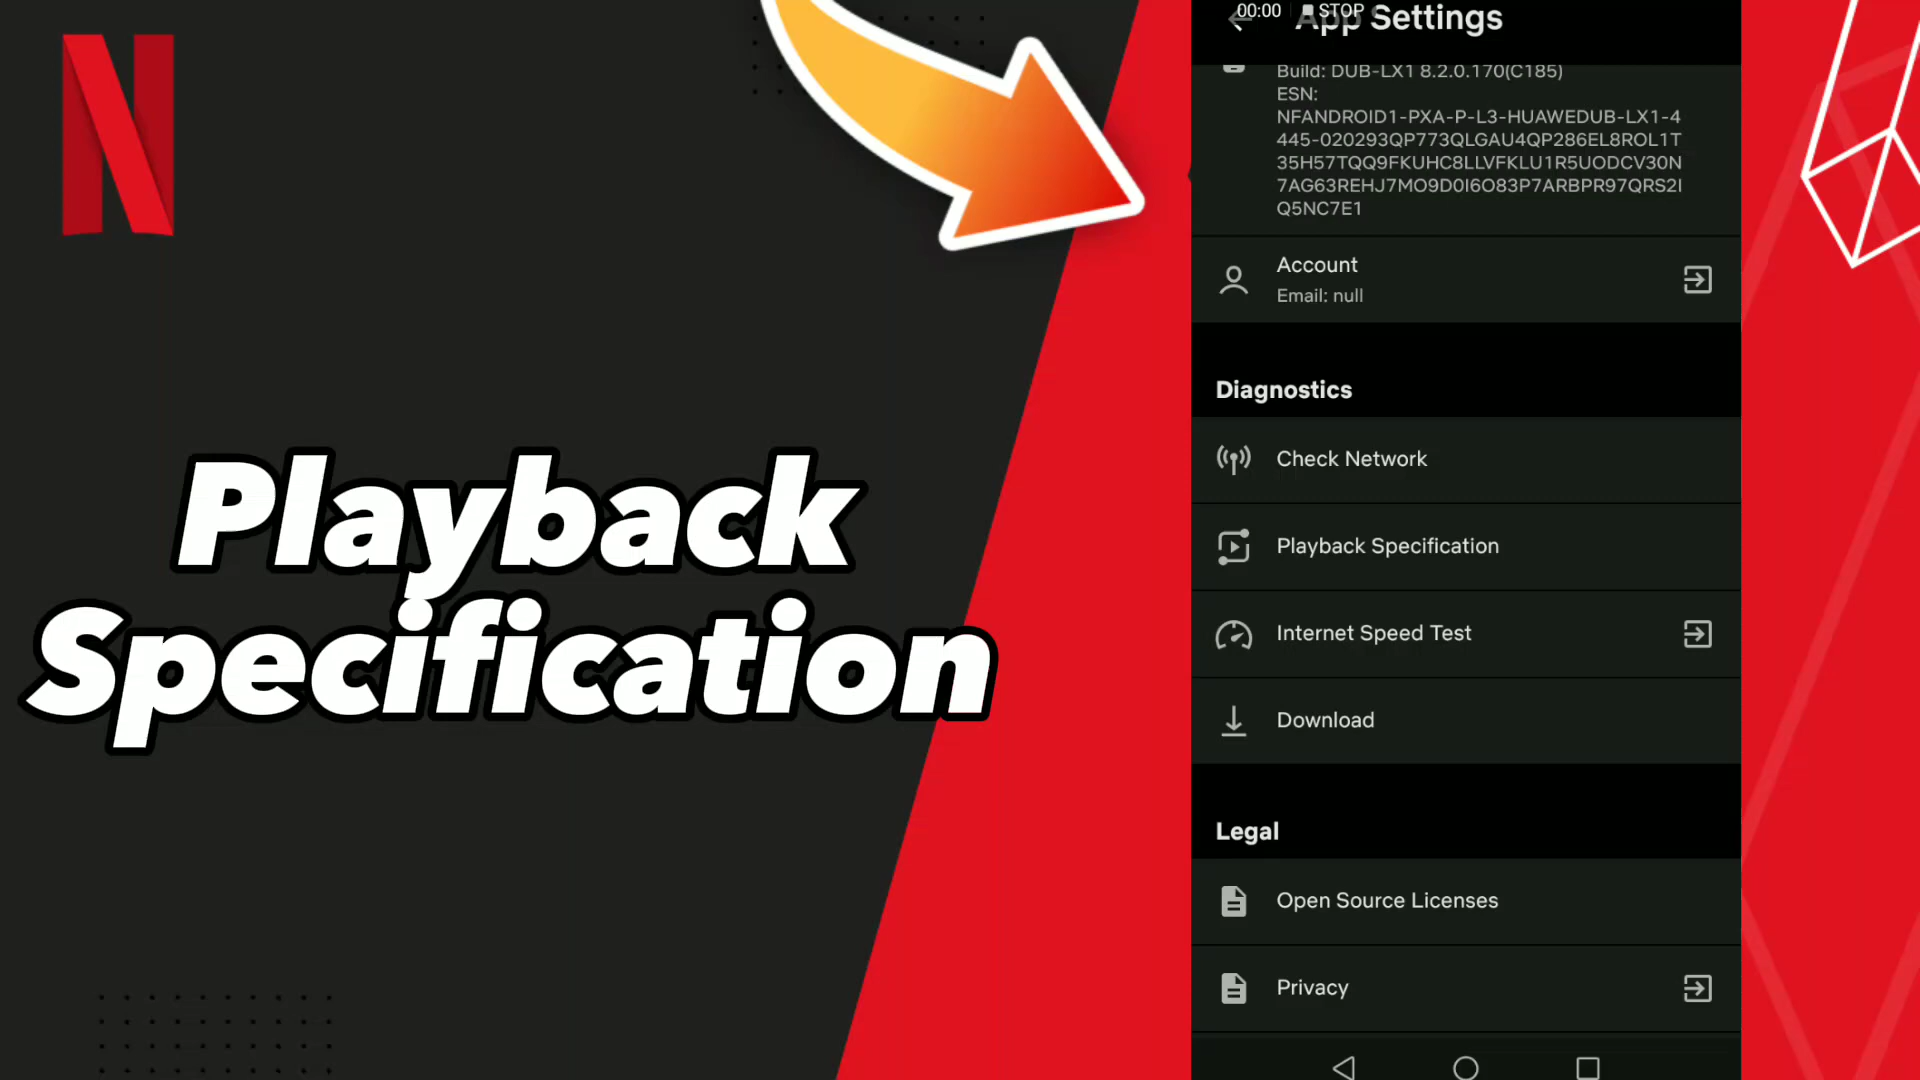 Playback
Specification
00:00 STOP
App Settings
Build: DUB-LX1 8.2.0.170(C185)
ESN:
NFANDROID1-PXA-P-L3-HUAWEDUB-LX1-4
445-020293QP773QLGAU4QP286EL8ROL1T
35H57TQQ9FKUHC8LLVFKLU1R5UODCV30N
7AG63REHJ7MO9D0I6O83P7ARBPR97QRS2I
Q5NC7E1
Account
Email: null
Diagnostics
Check Network
Playback Specification
Internet Speed Test
Download
Legal
Open Source Licenses
Privacy